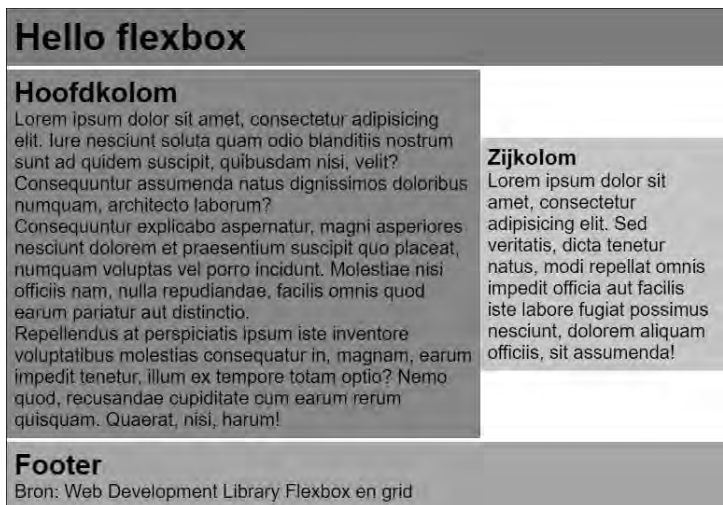 Hello flexbox
Hoofdkolom
Lorem ipsum dolor sit amet, consectetur adipisicing
elit. Iure nesciunt soluta quam odio blanditiis nostrum
sunt ad quidem suscipit, quibusdam nisi, velit?
Consequuntur assumenda natus dignissimos doloribus
numquam, architecto laborum?
Consequuntur explicabo aspernatur, magni asperiores
nesciunt dolorem et praesentium suscipit quo placeat,
numquam voluptas vel porro incidunt. Molestiae nisi
officiis nam, nulla repudiandae, facilis omnis quod
earum pariatur aut distinctio.
Repellendus at perspiciatis ipsum iste inventore
voluptatibus molestias consequatur in, magnam, earum
impedit tenetur, illum ex tempore totam optio? Nemo
quod, recusandae cupiditate cum earum rerum
quisquam. Quaerat, nisi, harum!
Zijkolom
Lorem ipsum dolor sit
amet, consectetur
adipisicing elit. Sed
veritatis, dicta tenetur
natus, modi repellat omnis
impedit officia aut facilis
iste labore fugiat possimus
nesciunt, dolorem aliquam
officiis, sit assumenda!
Footer
Bron: Web Development Library Flexbox en grid